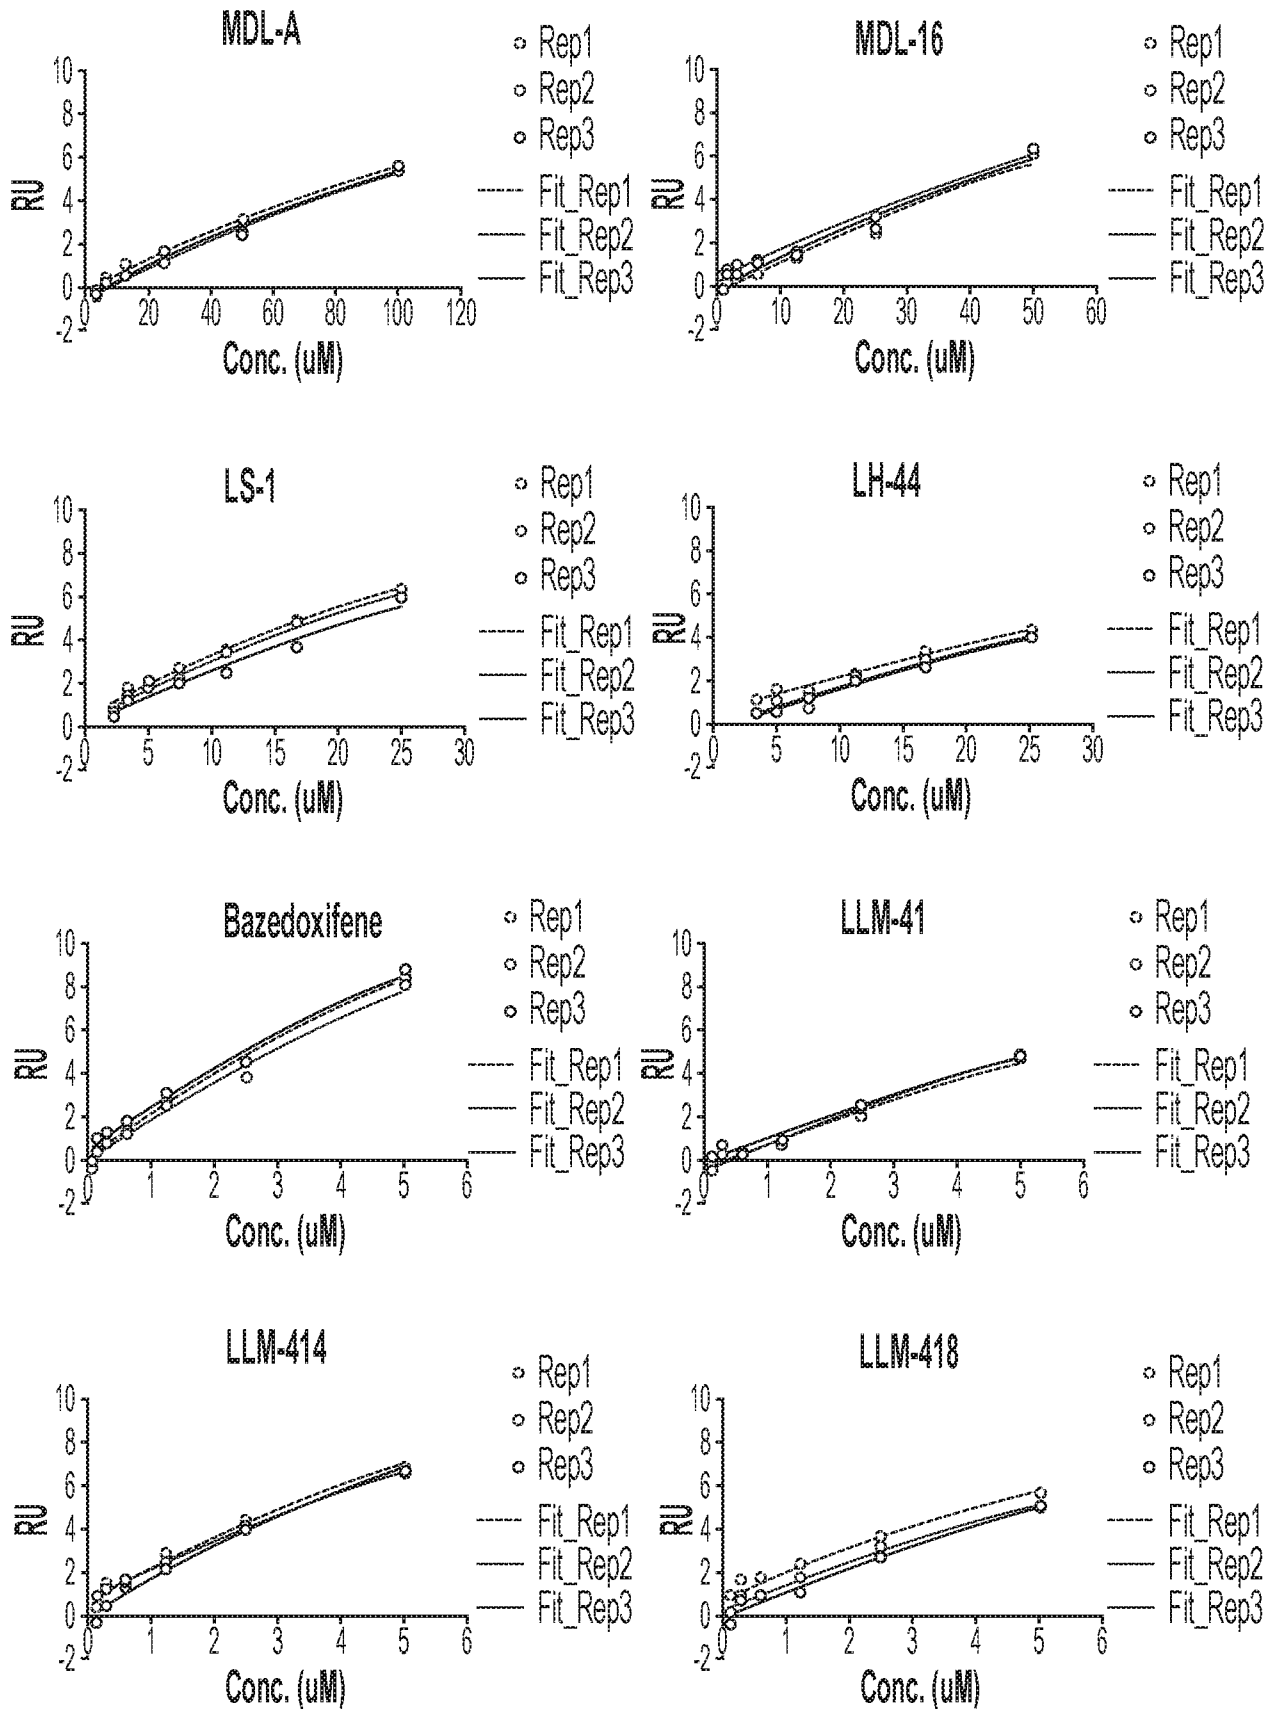 MDL-A
Rep1
Rep2
Rep3
Fit_Rep1
Fit_Rep2
Fit_Rep3
RU
10
8
6
4
2
0
-2
0 20 40 60 80 100 120
Conc. (uM)
MDL-16
Rep1
Rep2
Rep3
Fit_Rep1
Fit_Rep2
Fit_Rep3
RU
10
8
6
4
2
0
-2
0 10 20 30 40 50 60
Conc. (uM)
LS-1
Rep1
Rep2
Rep3
Fit_Rep1
Fit_Rep2
Fit_Rep3
RU
10
8
6
4
2
0
-2
0 5 10 15 20 25 30
Conc. (uM)
LH-44
Rep1
Rep2
Rep3
Fit_Rep1
Fit_Rep2
Fit_Rep3
RU
10
8
6
4
2
0
-2
0 5 10 15 20 25 30
Conc. (uM)
Bazedoxifene
Rep1
Rep2
Rep3
Fit_Rep1
Fit_Rep2
Fit_Rep3
RU
10
8
6
4
2
0
-2
0 1 2 3 4 5 6
Conc. (uM)
LLM-41
Rep1
Rep2
Rep3
Fit_Rep1
Fit_Rep2
Fit_Rep3
RU
10
8
6
4
2
0
-2
0 1 2 3 4 5 6
Conc. (uM)
LLM-414
Rep1
Rep2
Rep3
Fit_Rep1
Fit_Rep2
Fit_Rep3
RU
10
8
6
4
2
0
-2
0 1 2 3 4 5 6
Conc. (uM)
LLM-418
Rep1
Rep2
Rep3
Fit_Rep1
Fit_Rep2
Fit_Rep3
RU
10
8
6
4
2
0
-2
0 1 2 3 4 5 6
Conc. (uM)